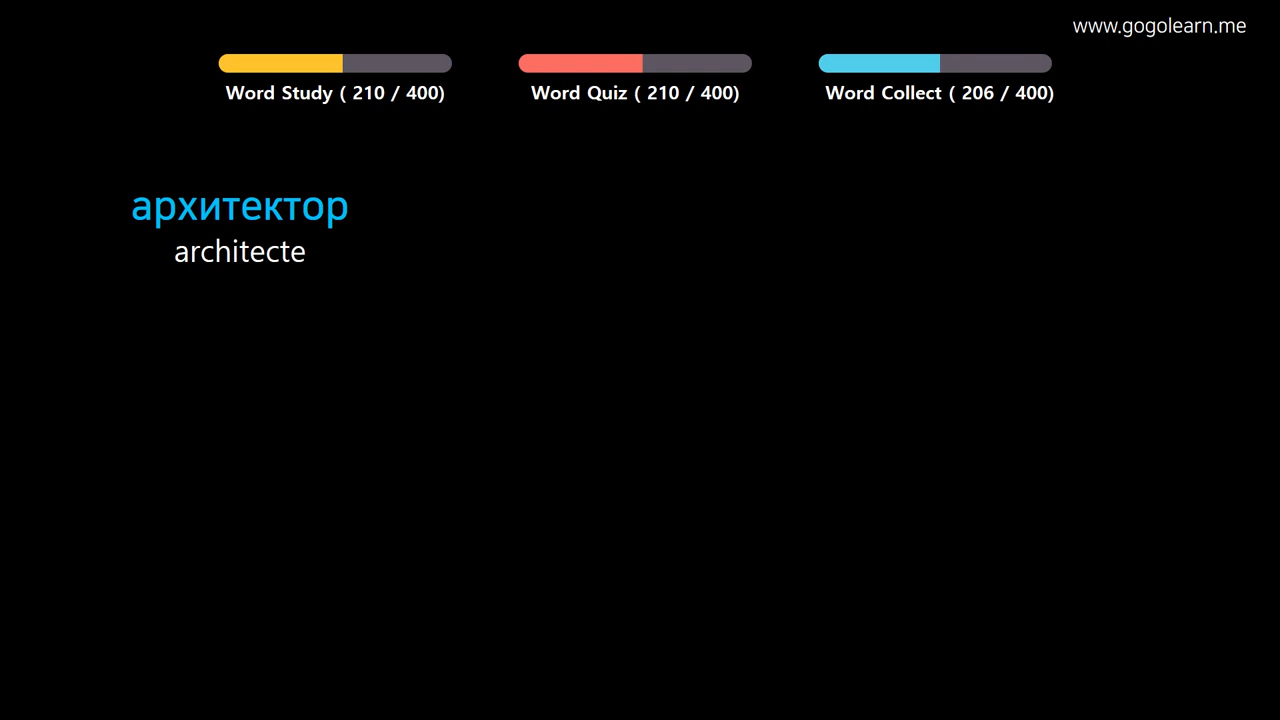 www.gogolearn.me
Word Study ( 210 / 400)
Word Quiz ( 210 / 400)
Word Collect ( 206 / 400)
архитектор
architecte